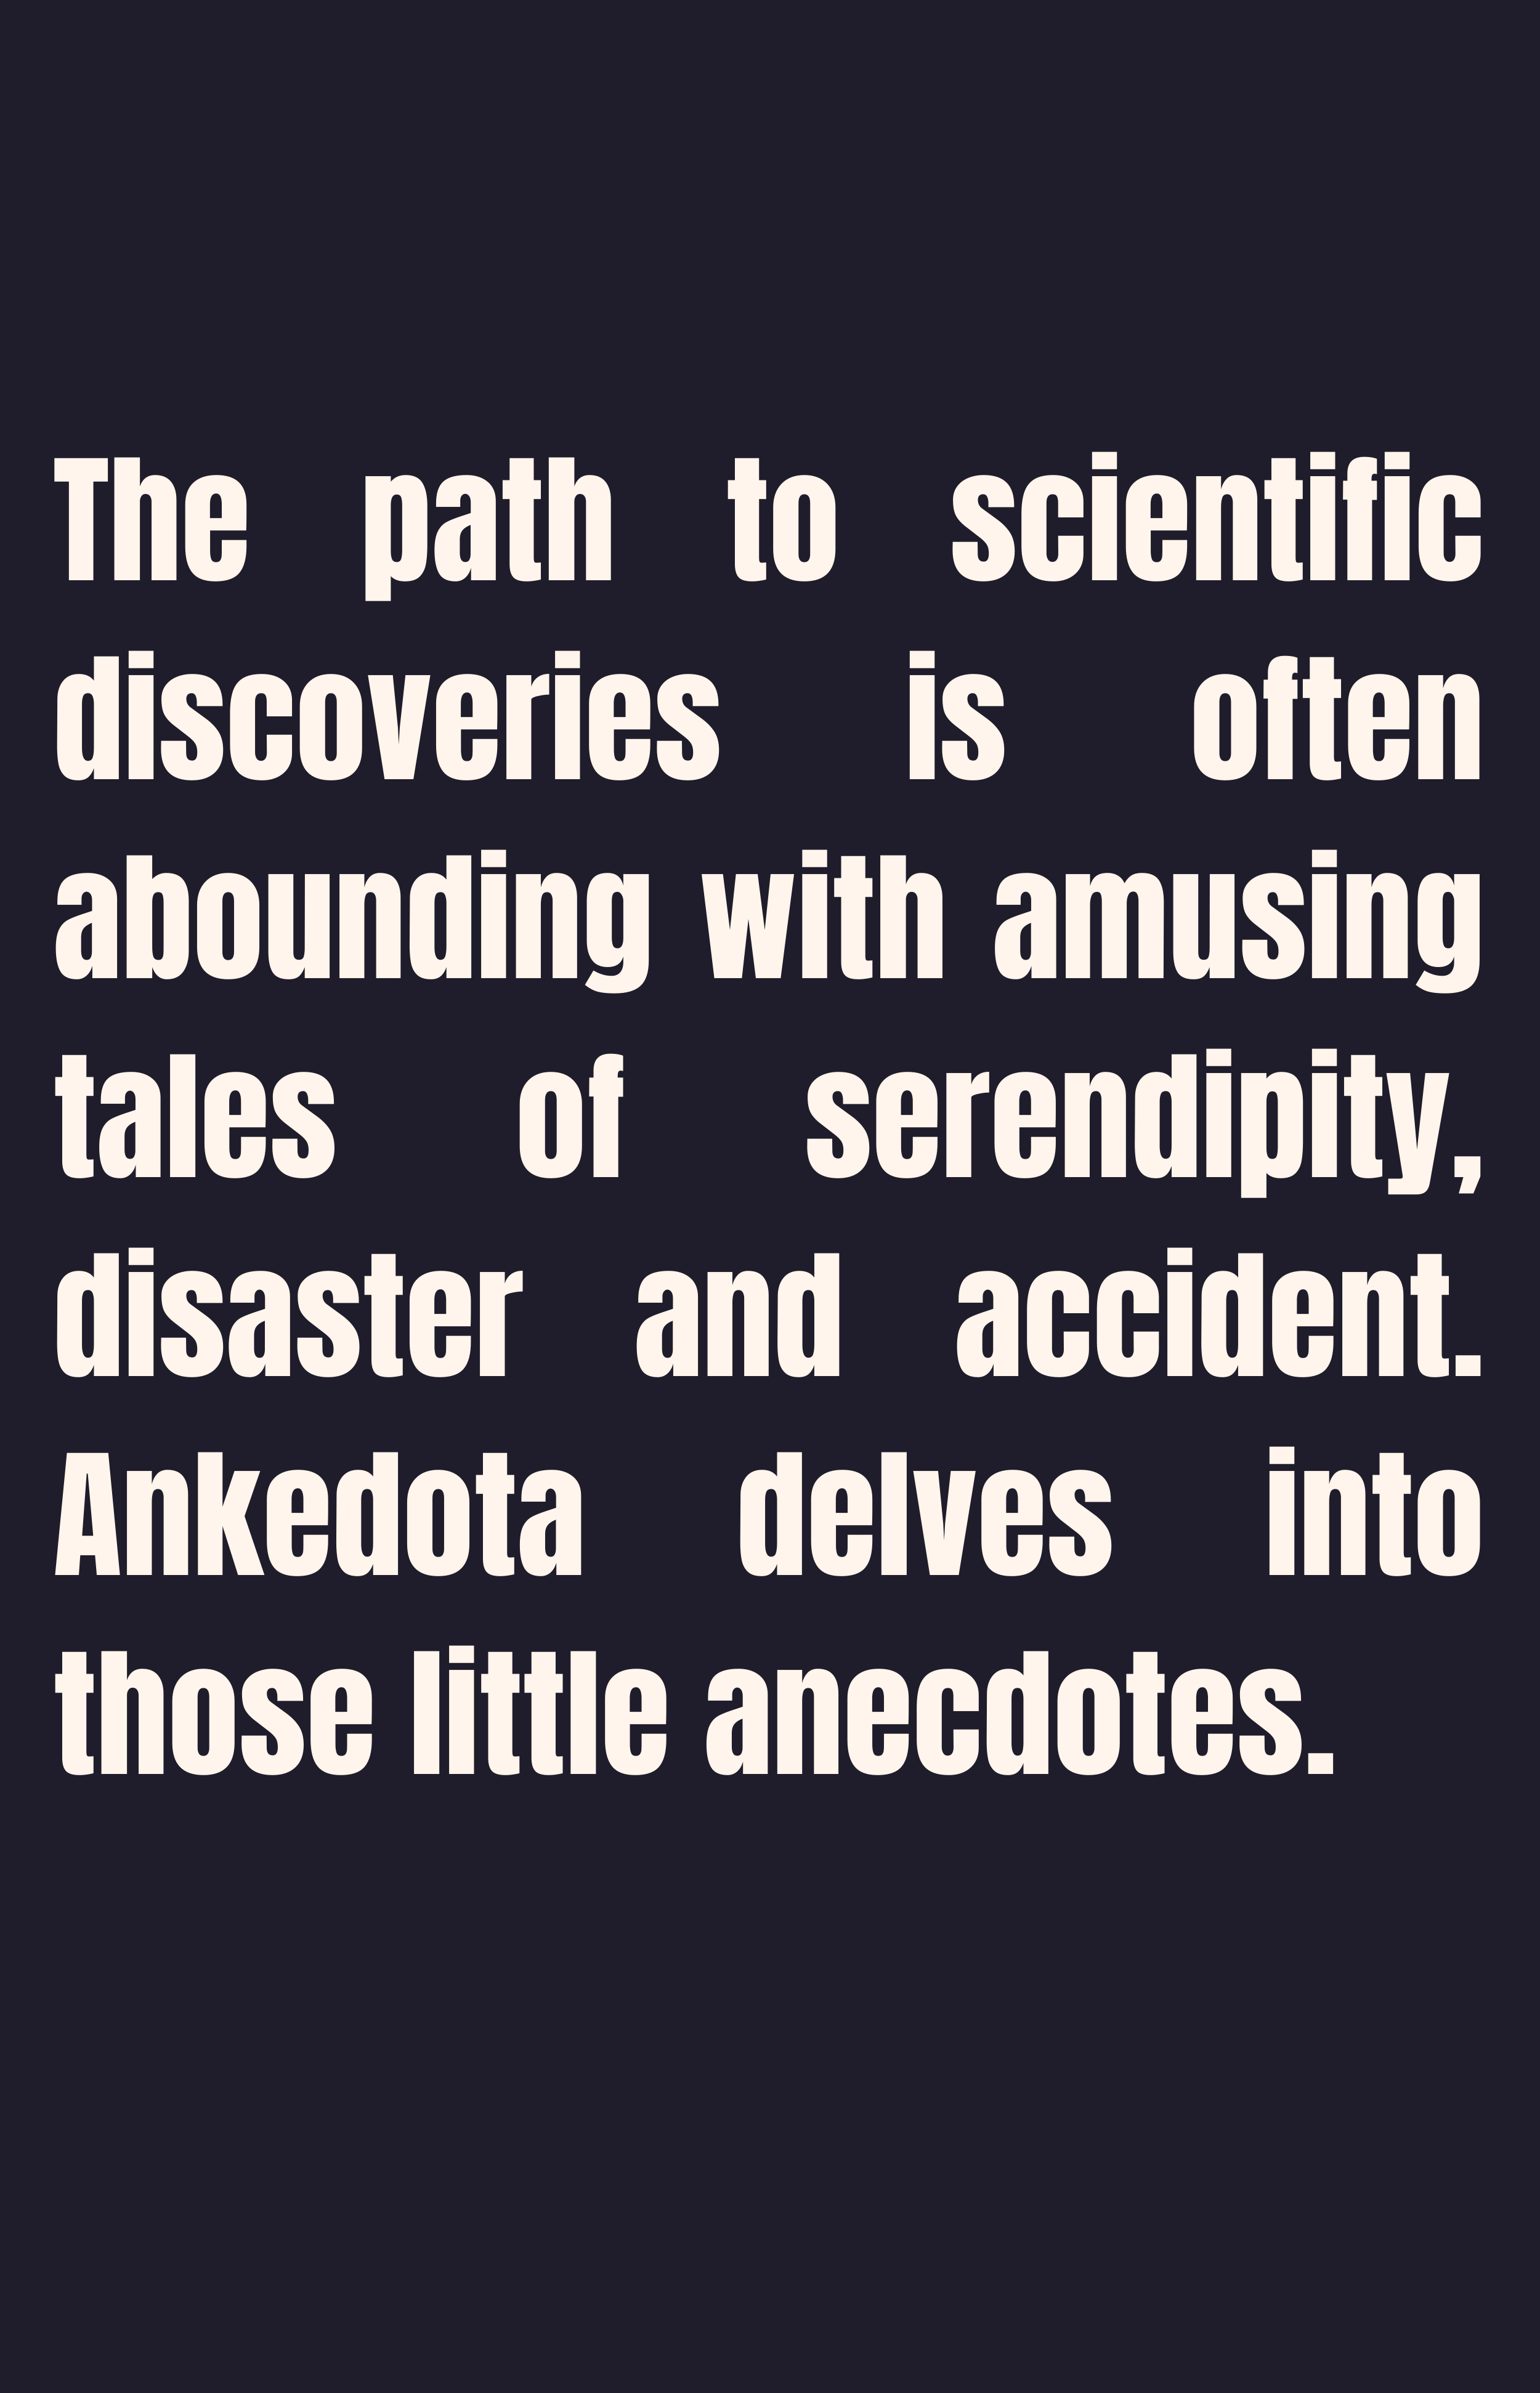 The path to scientific
discoveries is often
abounding with amusing
tales of serendipity,
disaster and accident.
Ankedota delves into
those little anecdotes.